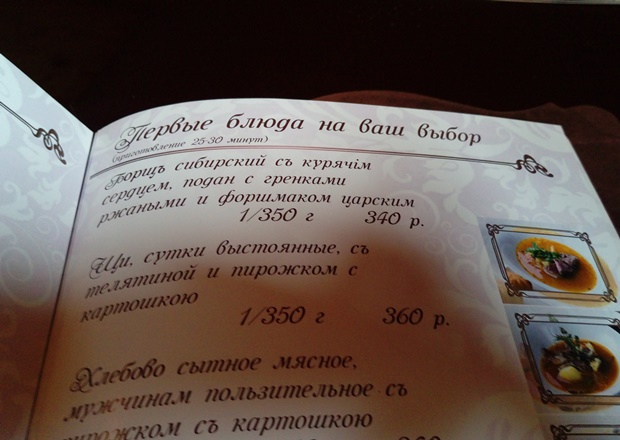 Первые блюда на ваш выбор
(приготовление 25-30 минут)
Борщъ сибирский съ курячiм
сердцем, подан с гренками
ржаными и форшмаком царским
1/350 г 340 р.
Щи, сутки выстоянные, съ
телятиной и пирожком с
картошкою
1/350 г 360 р.
Хлебово сытное мясное,
мужчинам пользительное съ
пирожком съ картошкою